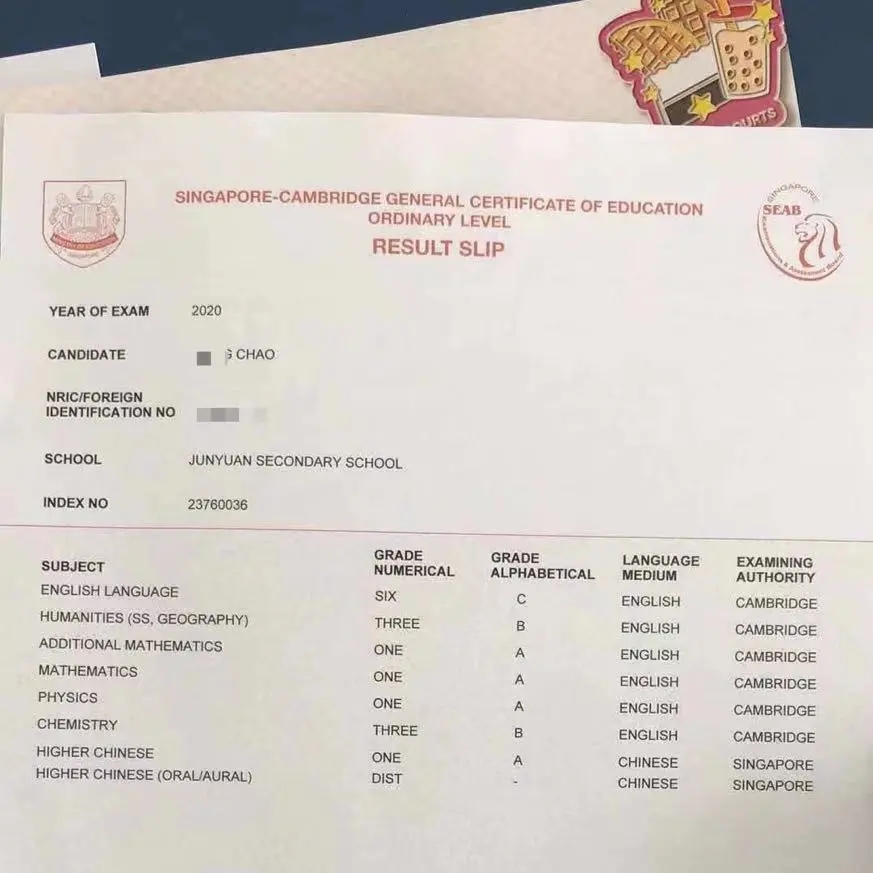 SINGAPORE-CAMBRIDGE GENERAL CERTIFICATE OF EDUCATION
ORDINARY LEVEL
RESULT SLIP
SINGAPORE
SEAB
YEAR OF EXAM 2020
CANDIDATE CHAO
NRIC/FOREIGN
IDENTIFICATION NO
SCHOOL JUNYUAN SECONDARY SCHOOL
INDEX NO 23760036
SUBJECT GRADE NUMERICAL GRADE ALPHABETICAL LANGUAGE MEDIUM EXAMINING AUTHORITY
ENGLISH LANGUAGE SIX C ENGLISH CAMBRIDGE
HUMANITIES (SS, GEOGRAPHY) THREE B ENGLISH CAMBRIDGE
ADDITIONAL MATHEMATICS ONE A ENGLISH CAMBRIDGE
MATHEMATICS ONE A ENGLISH CAMBRIDGE
PHYSICS ONE A ENGLISH CAMBRIDGE
CHEMISTRY THREE B ENGLISH CAMBRIDGE
HIGHER CHINESE ONE A CHINESE SINGAPORE
HIGHER CHINESE (ORAL/AURAL) DIST - CHINESE SINGAPORE